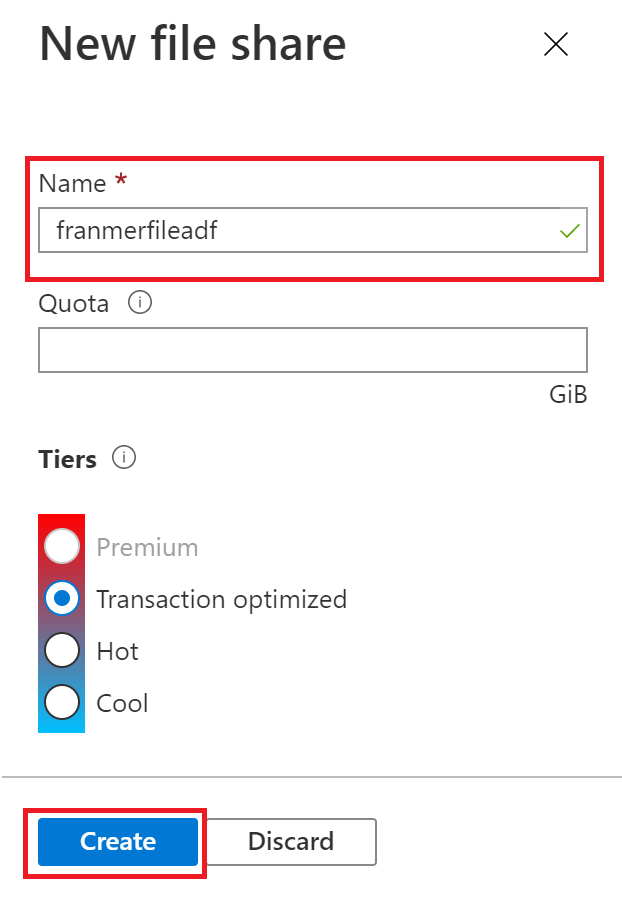 New file share
Name *
franmerfileadf
Quota
GiB
Tiers
Premium
Transaction optimized
Hot
Cool
Create Discard